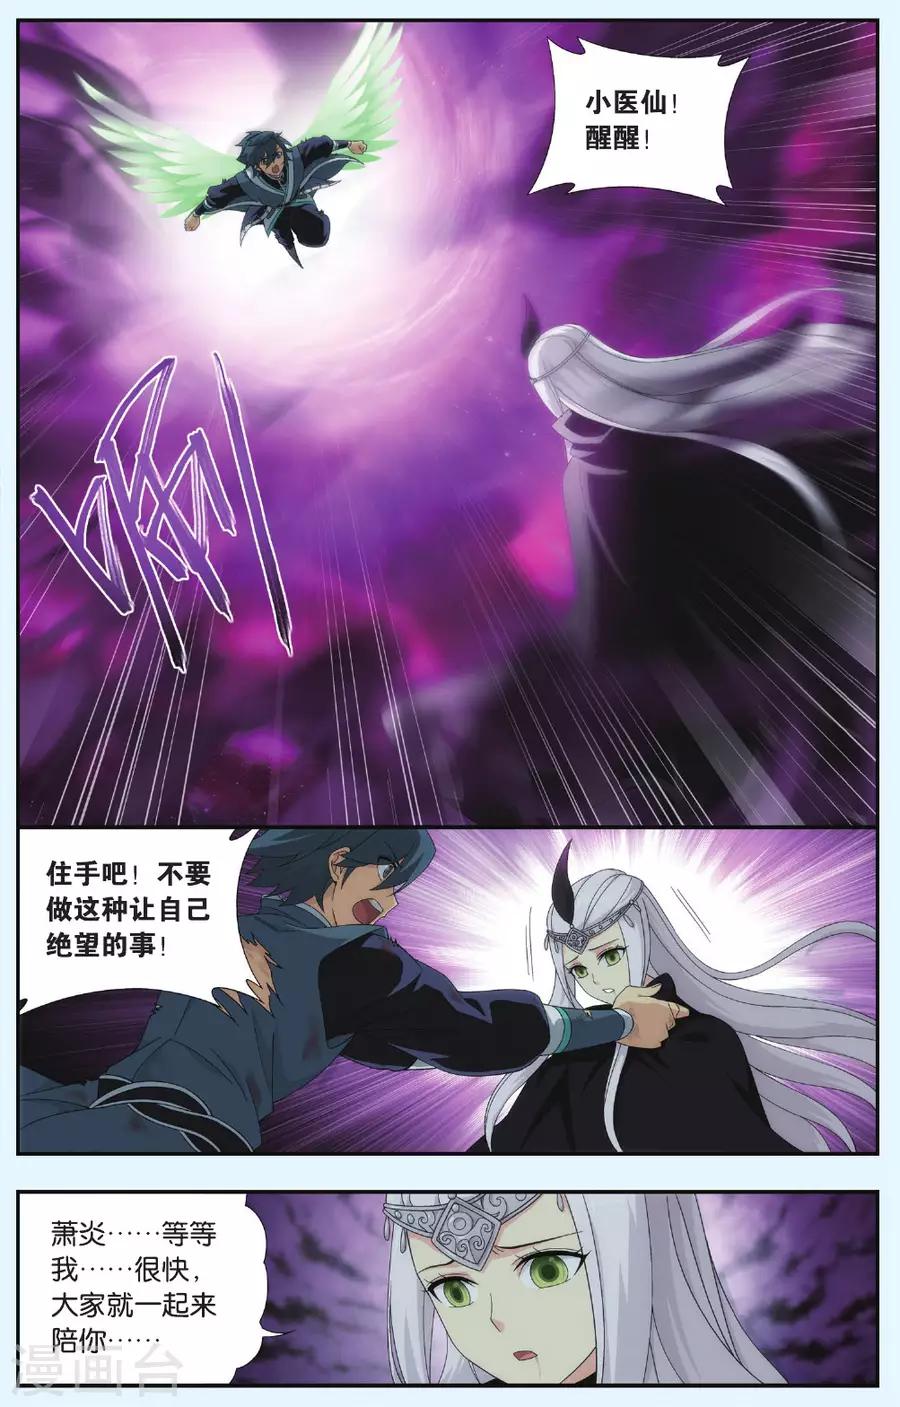 小医仙！
醒醒！
唰
住手吧！不要
做这种让自己
绝望的事！
萧炎……等等
我……很快，
大家就一起来
陪你……
漫画台